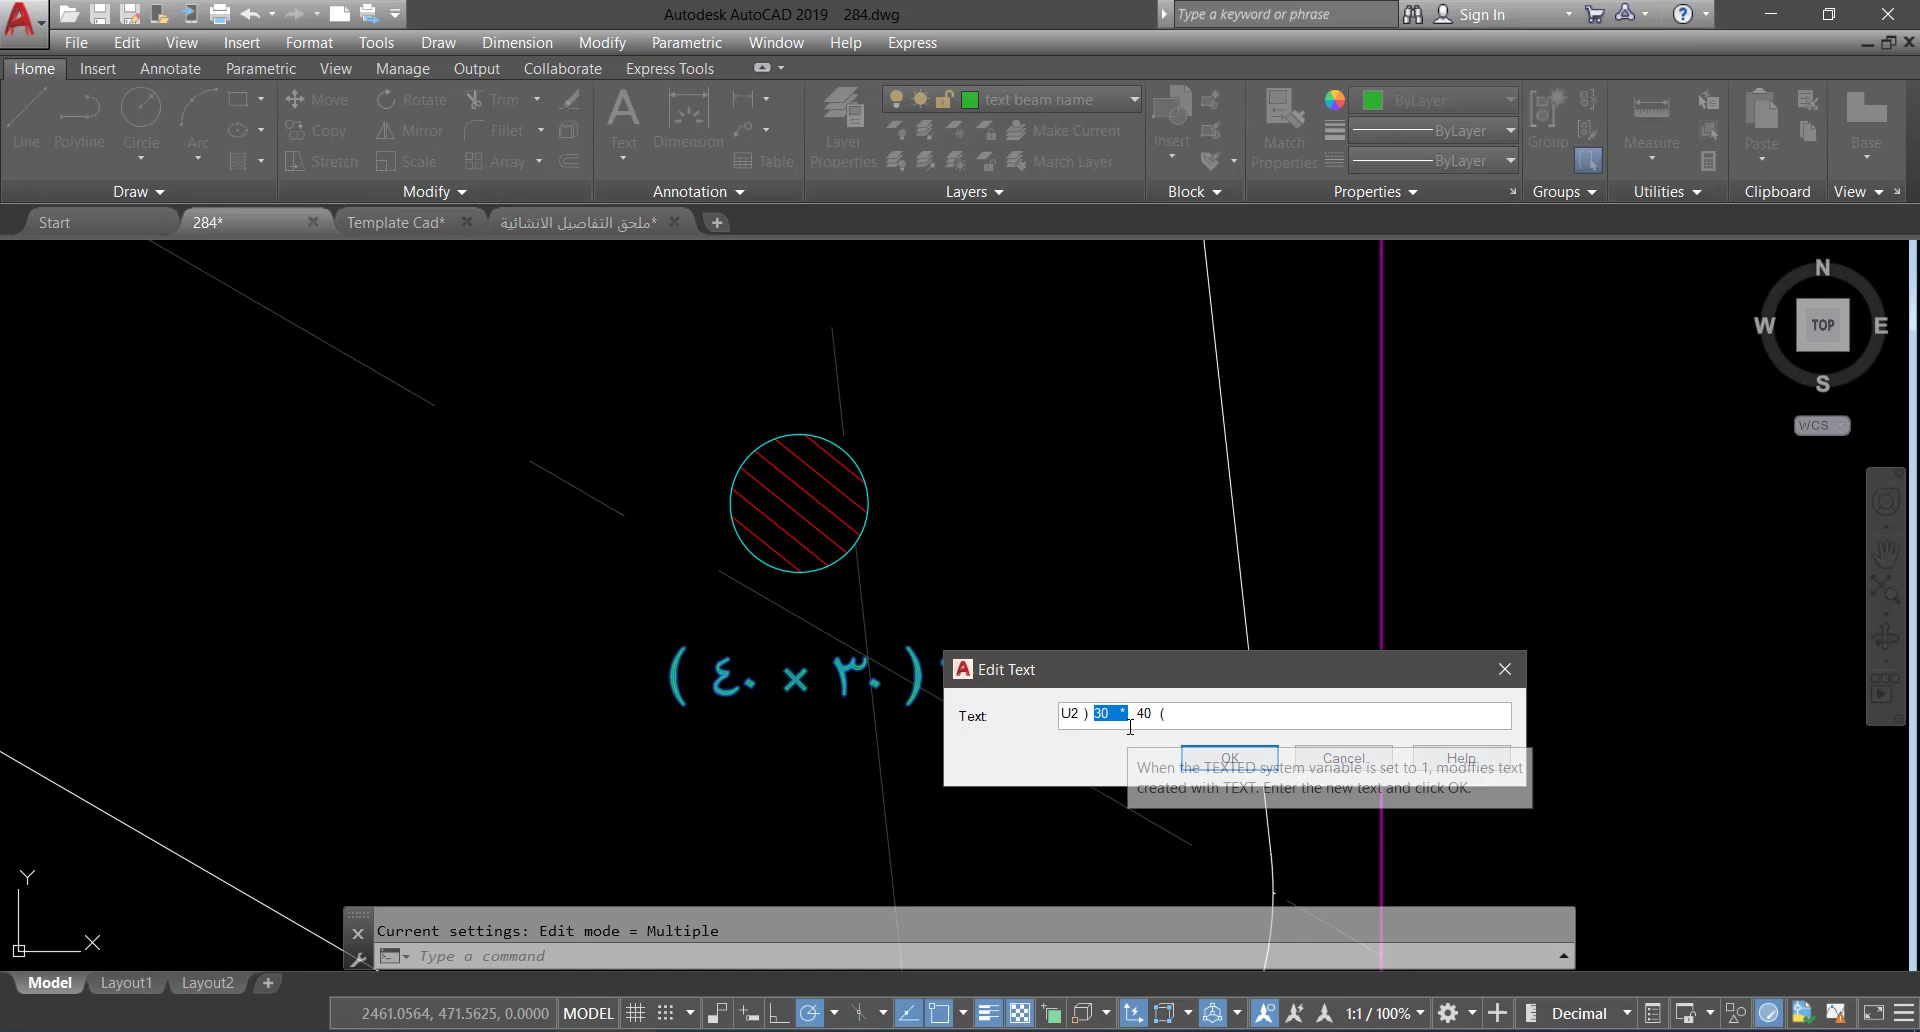 Autodesk AutoCAD 2019 284.dwg
Type a keyword or phrase
Sign In
File Edit View Insert Format Tools Draw Dimension Modify Parametric Window Help Express
Home Insert Annotate Parametric View Manage Output Collaborate Express Tools
Line Polyline Circle Arc
Move Rotate Trim
Copy Mirror Fillet
Stretch Scale Array
Text Dimension Table
Layer Properties
text beam name
Make Current
Match Layer
Insert
Match Properties
ByLayer
ByLayer
ByLayer
Group
Measure
Paste
Base
Draw Modify Annotation Layers Block Properties Groups Utilities Clipboard View
Start 284* Template Cad* ملحق التفاصيل الانشائية*
N
W TOP E
S
WCS
( ٣٠ × ٤٠ )
Edit Text
Text: U2 ) 30 * 40 (
OK Cancel Help
When the TEXTED system variable is set to 1, modifies text
created with TEXT. Enter the new text and click OK.
Y
X
Current settings: Edit mode = Multiple
Type a command
Model Layout1 Layout2
2461.0564, 471.5625, 0.0000 MODEL 1:1 / 100% Decimal